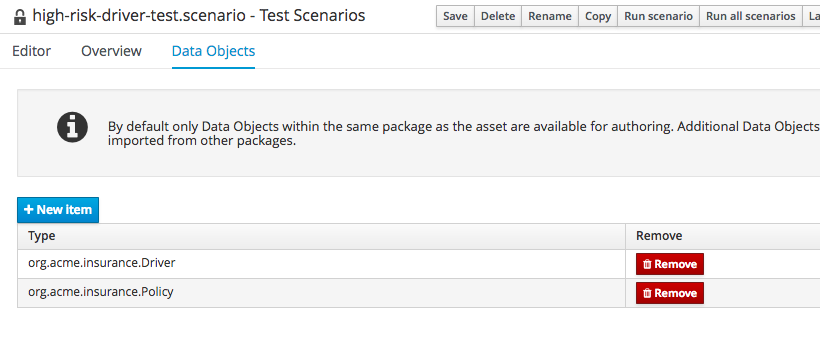 high-risk-driver-test.scenario - Test Scenarios
Save Delete Rename Copy Run scenario Run all scenarios La
Editor Overview Data Objects
By default only Data Objects within the same package as the asset are available for authoring. Additional Data Objects
imported from other packages.
+ New item
Type Remove
org.acme.insurance.Driver Remove
org.acme.insurance.Policy Remove